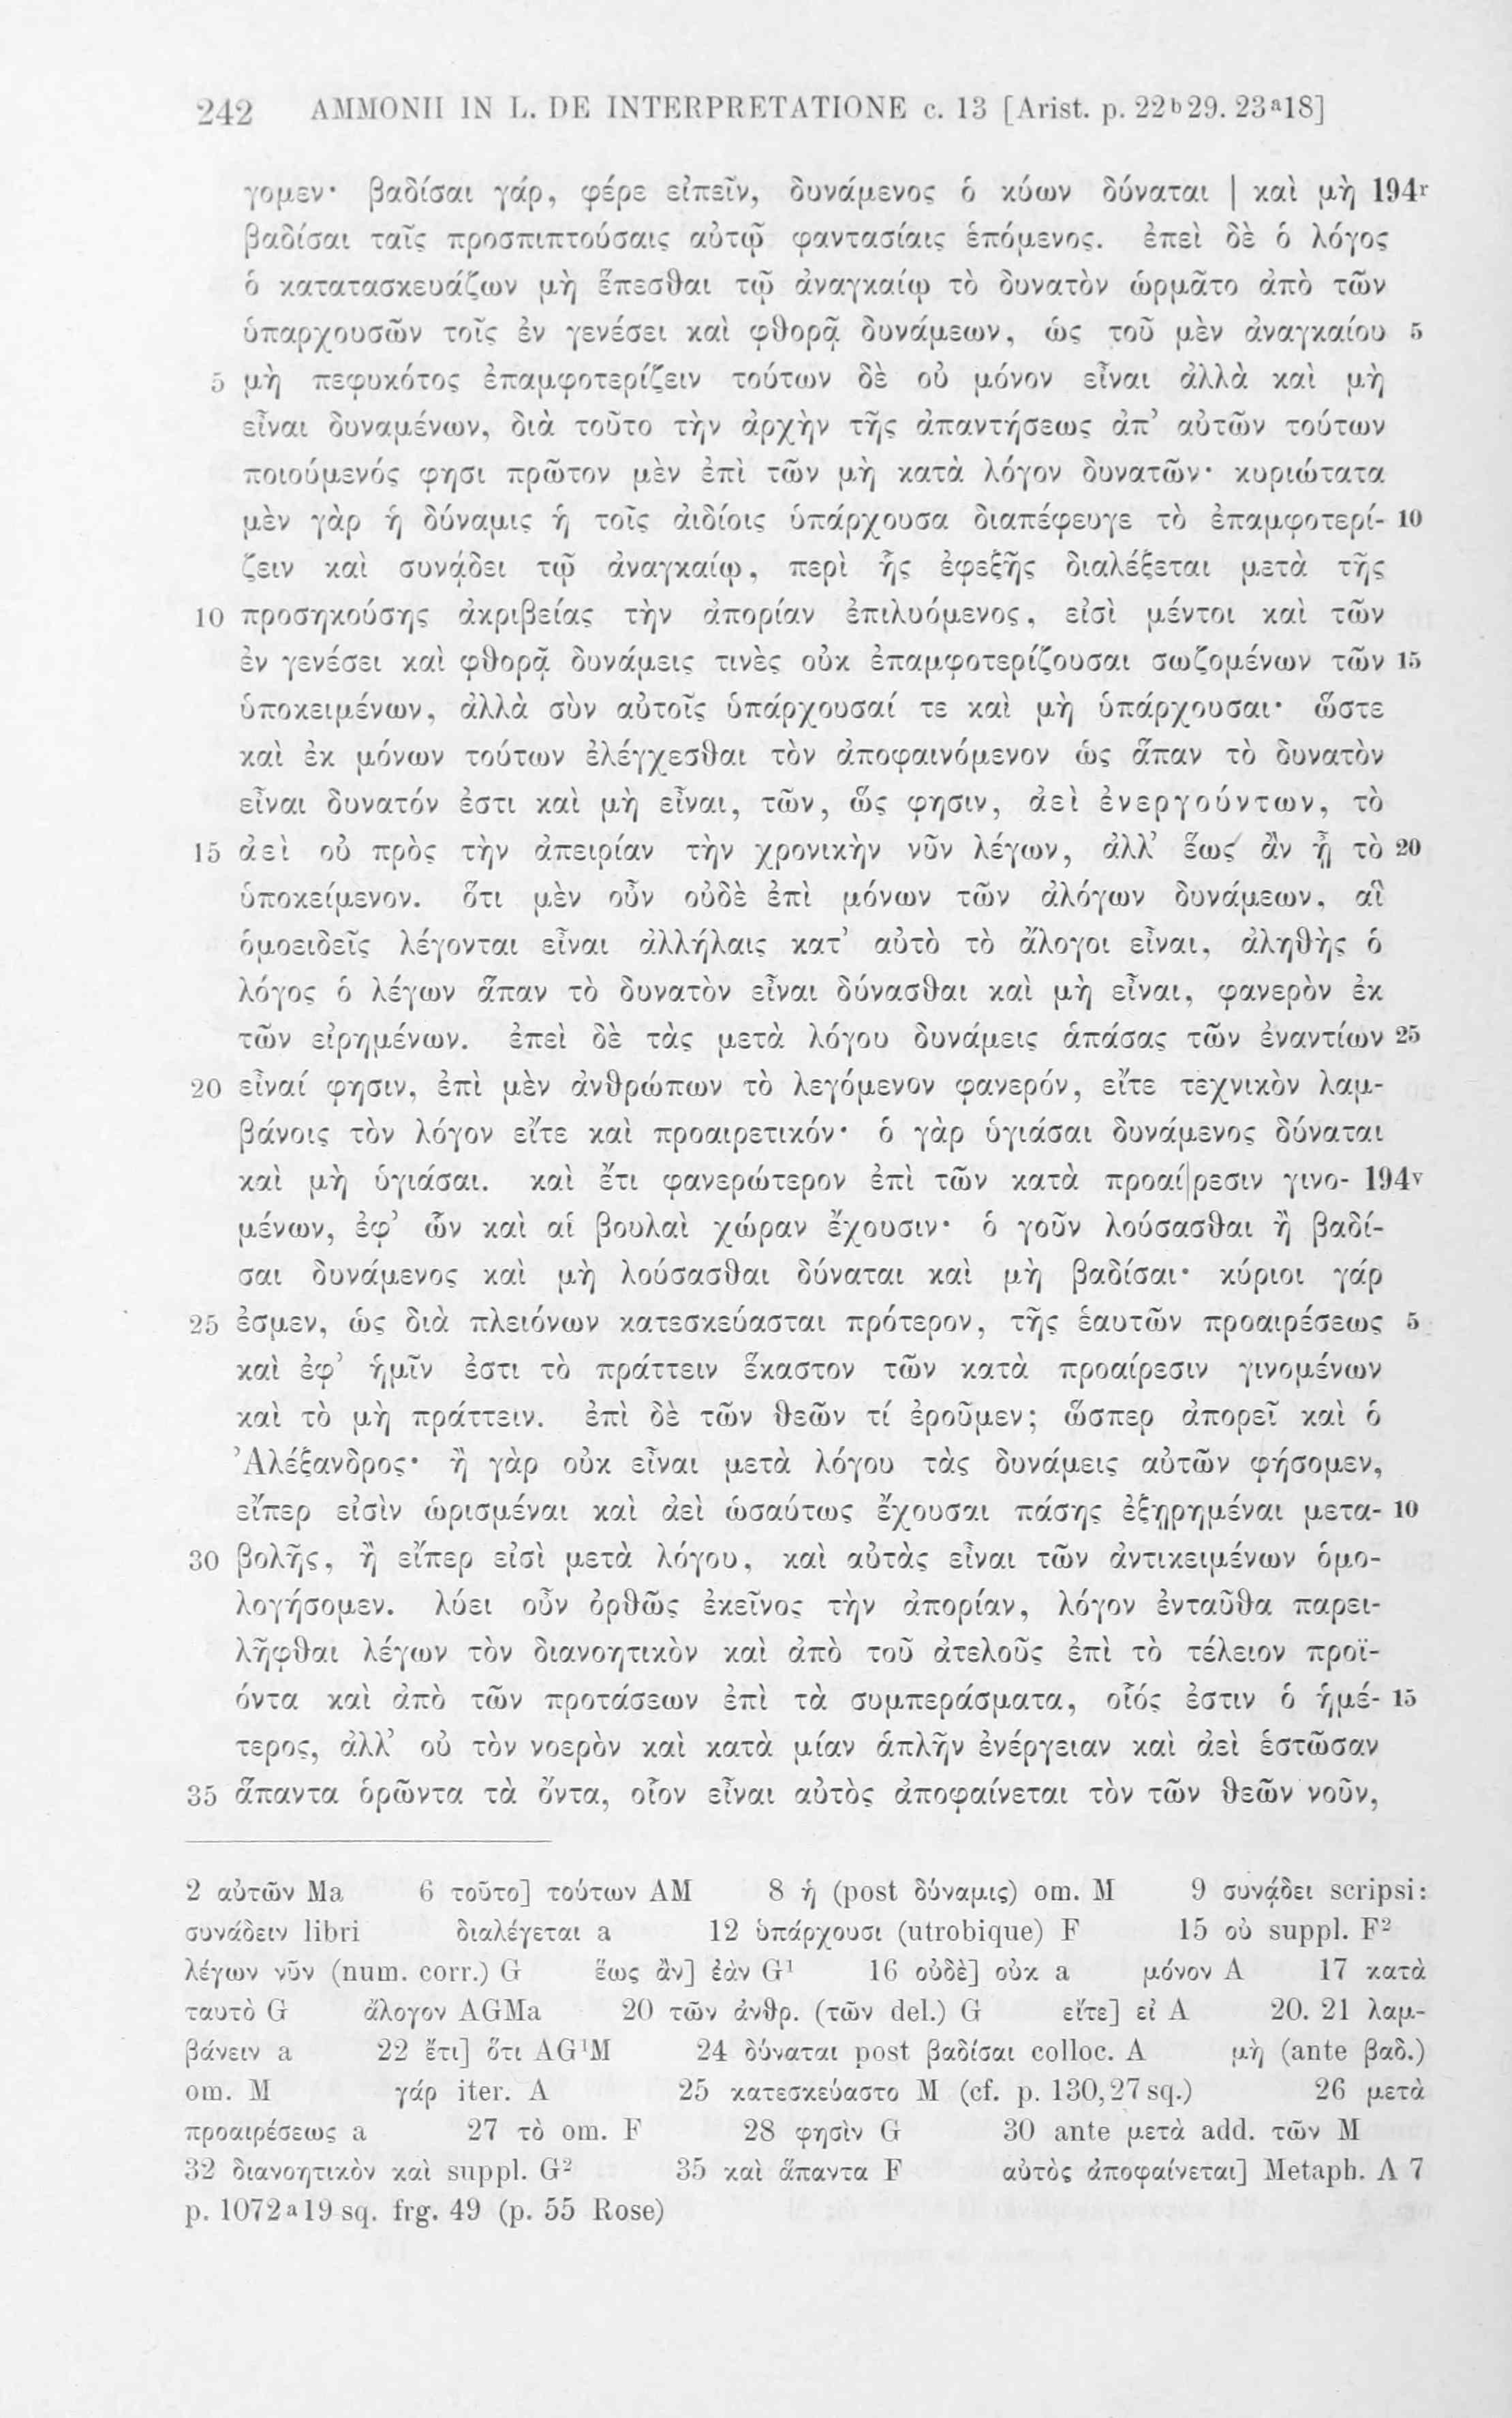 242 AMMONII IN L. DE INTERPRETATIONE c. 13 [Arist. p. 22b29. 23a18]
γομεν· βαδίσαι γάρ, φέρε εἰπεῖν, δυνάμενος ὁ κύων δύναται | καὶ μὴ 194r
βαδίσαι ταῖς προσπιπτούσαις αὐτῷ φαντασίαις ἑπόμενος. ἐπεὶ δὲ ὁ λόγος
ὁ κατατασκευάζων μὴ ἕπεσθαι τῷ ἀναγκαίῳ τὸ δυνατὸν ὡρμᾶτο ἀπὸ τῶν
ὑπαρχουσῶν τοῖς ἐν γενέσει καὶ φθορᾷ δυνάμεων, ὡς τοῦ μὲν ἀναγκαίου 5
5 μὴ πεφυκότος ἐπαμφοτερίζειν τούτων δὲ οὐ μόνον εἶναι ἀλλὰ καὶ μὴ
εἶναι δυναμένων, διὰ τοῦτο τὴν ἀρχὴν τῆς ἀπαντήσεως ἀπ’ αὐτῶν τούτων
ποιούμενός φησι πρῶτον μὲν ἐπὶ τῶν μὴ κατὰ λόγον δυνατῶν· κυριώτατα
μὲν γὰρ ἡ δύναμις ἡ τοῖς ἀιδίοις ὑπάρχουσα διαπέφευγε τὸ ἐπαμφοτερί- 10
ζειν καὶ συνᾴδει τῷ ἀναγκαίῳ, περὶ ἧς ἐφεξῆς διαλέξεται μετὰ τῆς
10 προσηκούσης ἀκριβείας τὴν ἀπορίαν ἐπιλυόμενος, εἰσὶ μέντοι καὶ τῶν
ἐν γενέσει καὶ φθορᾷ δυνάμεις τινὲς οὐκ ἐπαμφοτερίζουσαι σωζομένων τῶν 15
ὑποκειμένων, ἀλλὰ σὺν αὐτοῖς ὑπάρχουσαί τε καὶ μὴ ὑπάρχουσαι· ὥστε
καὶ ἐκ μόνων τούτων ἐλέγχεσθαι τὸν ἀποφαινόμενον ὡς ἅπαν τὸ δυνατὸν
εἶναι δυνατόν ἐστι καὶ μὴ εἶναι, τῶν, ὥς φησιν, ἀεὶ ἐνεργούντων, τὸ
15 ἀεὶ οὐ πρὸς τὴν ἀπειρίαν τὴν χρονικὴν νῦν λέγων, ἀλλ’ ἕως ἂν ᾖ τὸ 20
ὑποκείμενον. ὅτι μὲν οὖν οὐδὲ ἐπὶ μόνων τῶν ἀλόγων δυνάμεων, αἳ
ὁμοειδεῖς λέγονται εἶναι ἀλλήλαις κατ’ αὐτὸ τὸ ἄλογοι εἶναι, ἀληθὴς ὁ
λόγος ὁ λέγων ἅπαν τὸ δυνατὸν εἶναι δύνασθαι καὶ μὴ εἶναι, φανερὸν ἐκ
τῶν εἰρημένων. ἐπεὶ δὲ τὰς μετὰ λόγου δυνάμεις ἁπάσας τῶν ἐναντίων 25
20 εἶναί φησιν, ἐπὶ μὲν ἀνθρώπων τὸ λεγόμενον φανερόν, εἴτε τεχνικὸν λαμ-
βάνοις τὸν λόγον εἴτε καὶ προαιρετικόν· ὁ γὰρ ὑγιάσαι δυνάμενος δύναται
καὶ μὴ ὑγιάσαι. καὶ ἔτι φανερώτερον ἐπὶ τῶν κατὰ προαί|ρεσιν γινο- 194v
μένων, ἐφ’ ὧν καὶ αἱ βουλαὶ χώραν ἔχουσιν· ὁ γοῦν λούσασθαι ἢ βαδί-
σαι δυνάμενος καὶ μὴ λούσασθαι δύναται καὶ μὴ βαδίσαι· κύριοι γάρ
25 ἐσμεν, ὡς διὰ πλειόνων κατεσκεύασται πρότερον, τῆς ἑαυτῶν προαιρέσεως 5
καὶ ἐφ’ ἡμῖν ἐστι τὸ πράττειν ἕκαστον τῶν κατὰ προαίρεσιν γινομένων
καὶ τὸ μὴ πράττειν. ἐπὶ δὲ τῶν θεῶν τί ἐροῦμεν; ὥσπερ ἀπορεῖ καὶ ὁ
Ἀλέξανδρος· ἢ γὰρ οὐκ εἶναι μετὰ λόγου τὰς δυνάμεις αὐτῶν φήσομεν,
εἴπερ εἰσὶν ὡρισμέναι καὶ ἀεὶ ὡσαύτως ἔχουσαι πάσης ἐξῃρημέναι μετα- 10
30 βολῆς, ἢ εἴπερ εἰσὶ μετὰ λόγου, καὶ αὐτὰς εἶναι τῶν ἀντικειμένων ὁμο-
λογήσομεν. λύει οὖν ὀρθῶς ἐκεῖνος τὴν ἀπορίαν, λόγον ἐνταῦθα παρει-
λῆφθαι λέγων τὸν διανοητικὸν καὶ ἀπὸ τοῦ ἀτελοῦς ἐπὶ τὸ τέλειον προϊ-
όντα καὶ ἀπὸ τῶν προτάσεων ἐπὶ τὰ συμπεράσματα, οἷός ἐστιν ὁ ἡμέ- 15
τερος, ἀλλ’ οὐ τὸν νοερὸν καὶ κατὰ μίαν ἁπλῆν ἐνέργειαν καὶ ἀεὶ ἑστῶσαν
35 ἅπαντα ὁρῶντα τὰ ὄντα, οἷον εἶναι αὐτὸς ἀποφαίνεται τὸν τῶν θεῶν νοῦν,
2 αὐτῶν Ma 6 τοῦτο] τούτων AM 8 ἡ (post δύναμις) om. M 9 συνᾴδει scripsi:
συνάδειν libri διαλέγεται a 12 ὑπάρχουσι (utrobique) F 15 οὐ suppl. F²
λέγων νῦν (num. corr.) G ἕως ἂν] ἐὰν G¹ 16 οὐδὲ] οὐκ a μόνον A 17 κατὰ
ταυτὸ G ἄλογον AGMa 20 τῶν ἀνθρ. (τῶν del.) G εἴτε] εἰ A 20. 21 λαμ-
βάνειν a 22 ἔτι] ὅτι AG¹M 24 δύναται post βαδίσαι colloc. A μὴ (ante βαδ.)
om. M γάρ iter. A 25 κατεσκεύαστο M (cf. p. 130,27 sq.) 26 μετὰ
προαιρέσεως a 27 τὸ om. F 28 φησὶν G 30 ante μετὰ add. τῶν M
32 διανοητικὸν καὶ suppl. G² 35 καὶ ἅπαντα F αὐτὸς ἀποφαίνεται] Metaph. Λ 7
p. 1072a19 sq. frg. 49 (p. 55 Rose)